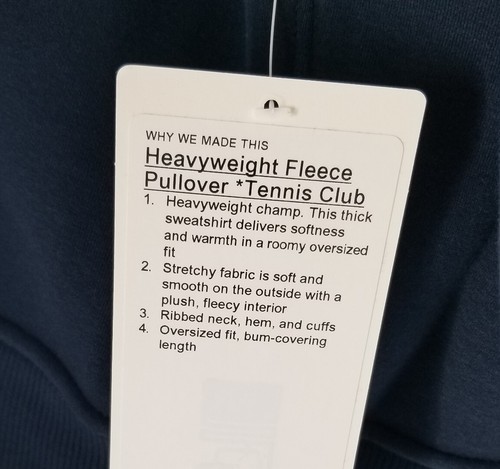 WHY WE MADE THIS
Heavyweight Fleece
Pullover *Tennis Club
1. Heavyweight champ. This thick
sweatshirt delivers softness
and warmth in a roomy oversized
fit
2. Stretchy fabric is soft and
smooth on the outside with a
plush, fleecy interior
3. Ribbed neck, hem, and cuffs
4. Oversized fit, bum-covering
length